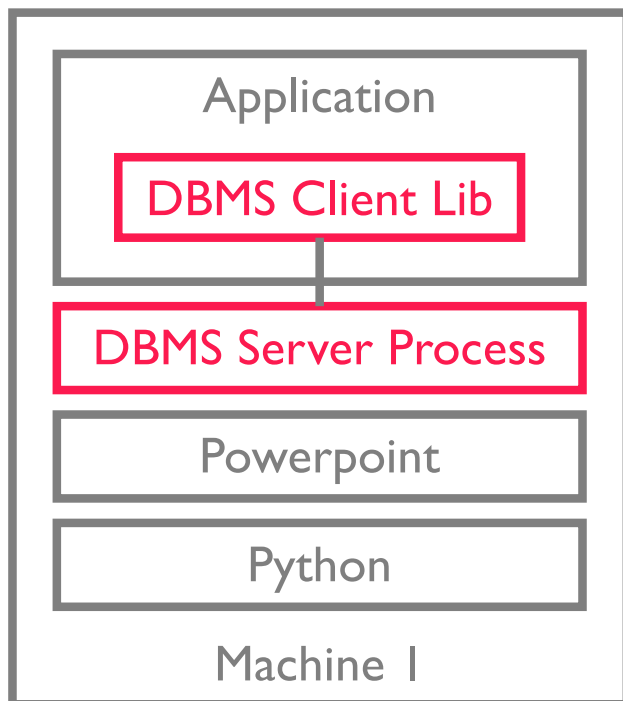 Application
DBMS Client Lib
DBMS Server Process
Powerpoint
Python
Machine 1